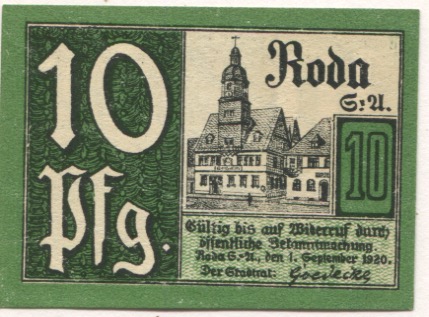 10
Pfg.
Roda
S.-A.
10
Gültig bis auf Widerruf durch
öffentliche Bekanntmachung.
Roda S.-A., den 1. September 1920.
Der Stadtrat: